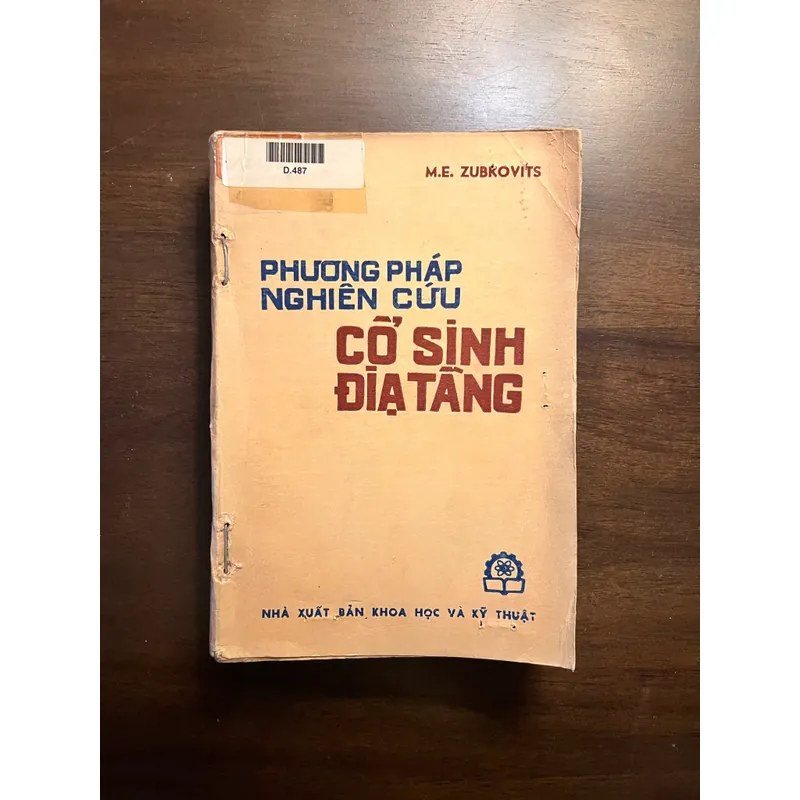 D.487
M.E. ZUBKOVITS
PHƯƠNG PHÁP
NGHIÊN CỨU
CỔ SINH
ĐỊA TẦNG
NHÀ XUẤT BẢN KHOA HỌC VÀ KỸ THUẬT